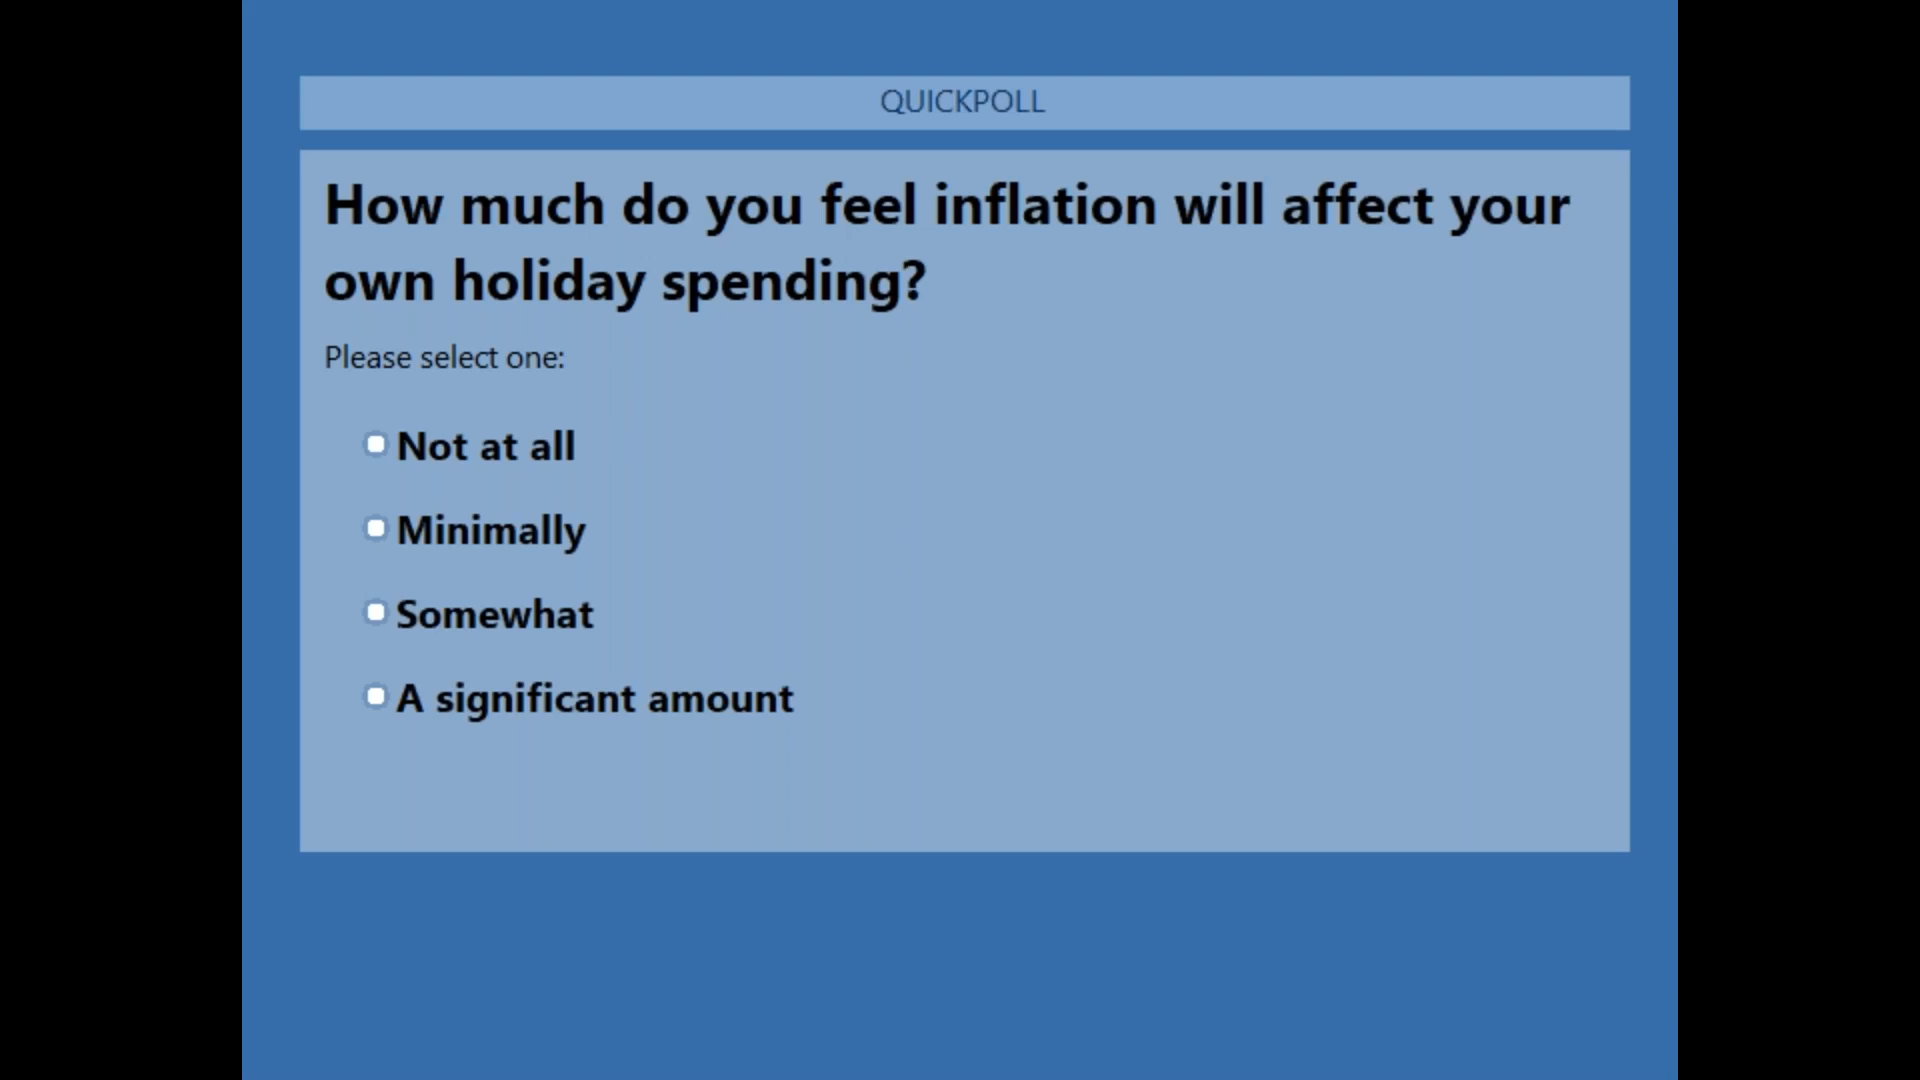 QUICKPOLL
How much do you feel inflation will affect your
own holiday spending?
Please select one:
Not at all
Minimally
Somewhat
A significant amount